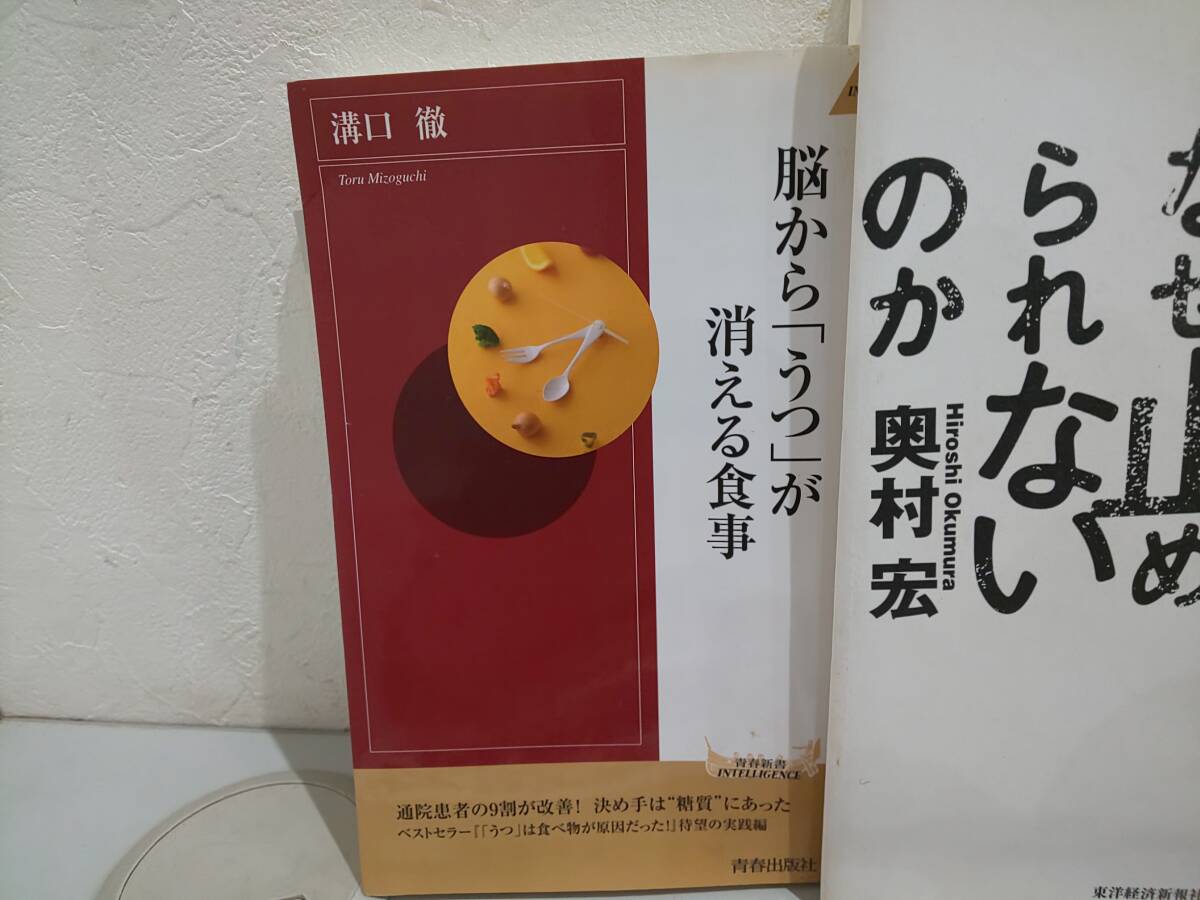 溝口 徹
Toru Mizoguchi
脳から「うつ」が
消える食事
青春新書
INTELLIGENCE
通院患者の9割が改善! 決め手は“糖質”にあった
ベストセラー『「うつ」は食べ物が原因だった!』待望の実践編
青春出版社
なぜ止め
られない
のか
奥村 宏
Hiroshi Okumura
東洋経済新報社